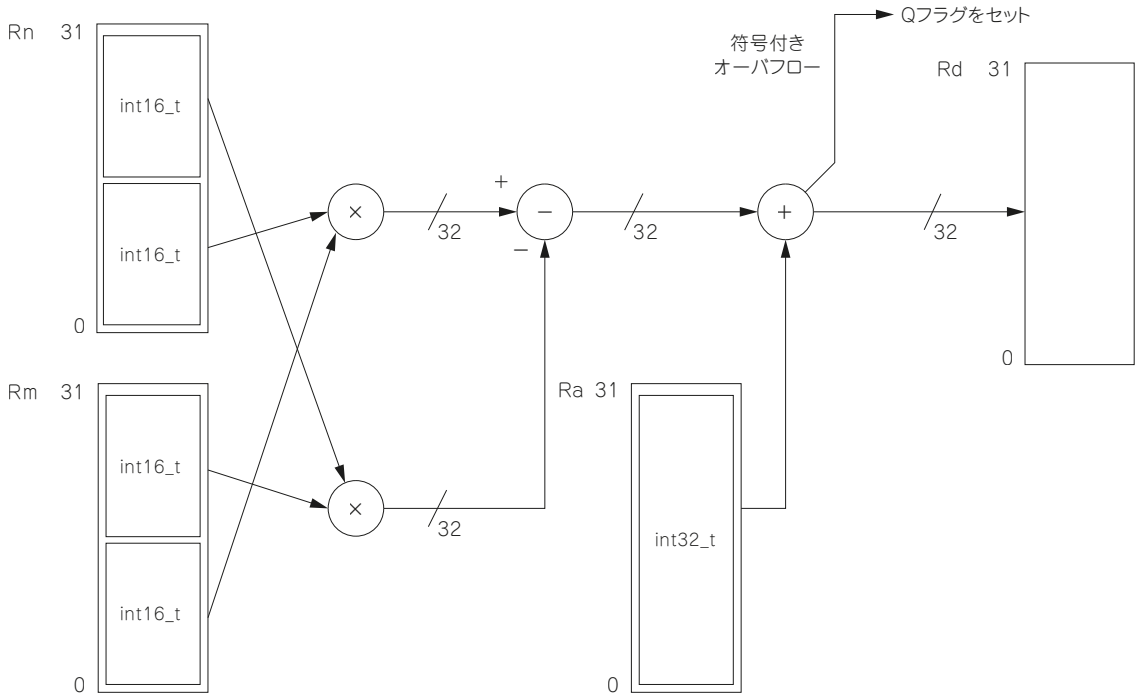 Qフラグをセット
Rn 31
符号付き
オーバフロー
Rd 31
int16_t
+
×
32
−
32
+
32
−
int16_t
0
0
Rm 31
Ra 31
int16_t
×
32
int32_t
int16_t
0
0